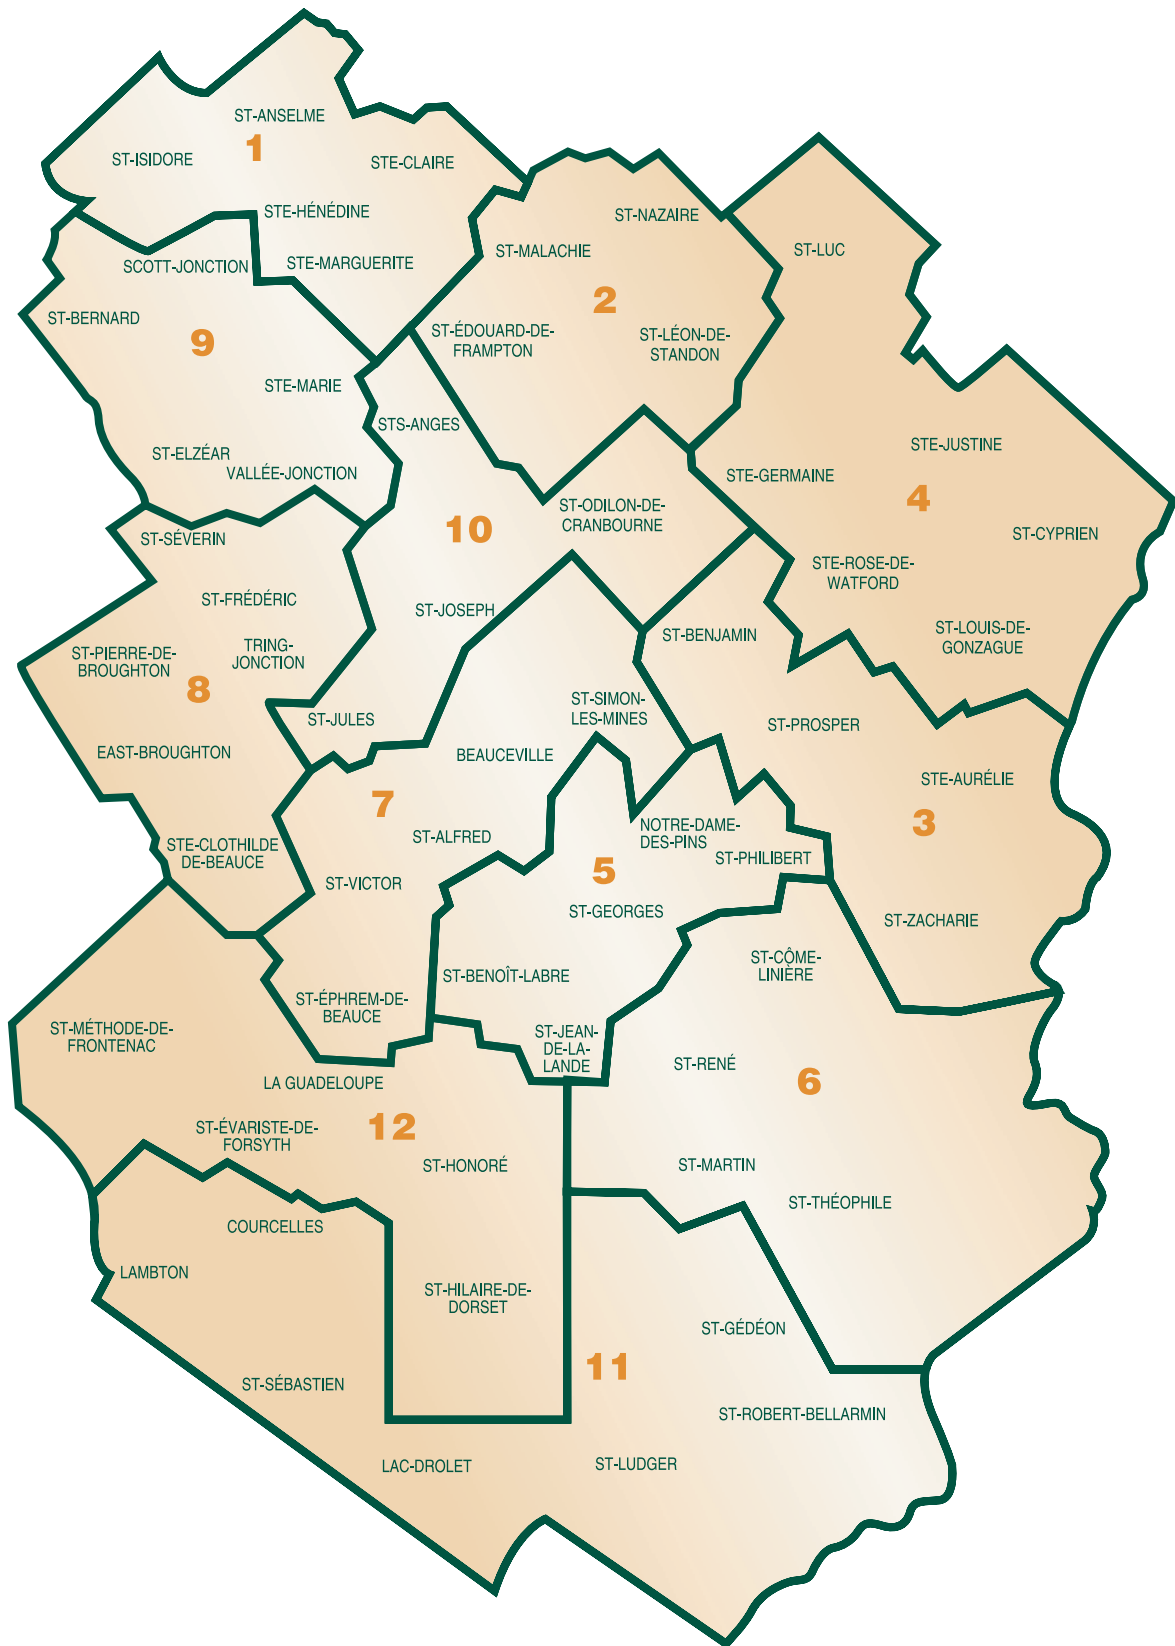 ST-ANSELME
1
ST-ISIDORE
STE-CLAIRE
STE-HÉNÉDINE
STE-MARGUERITE
ST-NAZAIRE
ST-MALACHIE
2
ST-ÉDOUARD-DE-
FRAMPTON
ST-LÉON-DE-
STANDON
ST-LUC
STE-JUSTINE
STE-GERMAINE
4
ST-CYPRIEN
STE-ROSE-DE-
WATFORD
ST-LOUIS-DE-
GONZAGUE
SCOTT-JONCTION
ST-BERNARD
9
STE-MARIE
ST-ELZÉAR
VALLÉE-JONCTION
STS-ANGES
ST-ODILON-DE-
CRANBOURNE
10
ST-JOSEPH
ST-JULES
ST-SÉVERIN
ST-FRÉDÉRIC
TRING-
JONCTION
ST-PIERRE-DE-
BROUGHTON
8
EAST-BROUGHTON
STE-CLOTHILDE
DE-BEAUCE
ST-BENJAMIN
ST-PROSPER
STE-AURÉLIE
3
ST-ZACHARIE
ST-SIMON-
LES-MINES
BEAUCEVILLE
7
ST-ALFRED
ST-VICTOR
ST-ÉPHREM-DE-
BEAUCE
NOTRE-DAME-
DES-PINS
ST-PHILIBERT
5
ST-GEORGES
ST-BENOÎT-LABRE
ST-JEAN-
DE-LA-
LANDE
ST-CÔME-
LINIÈRE
ST-RENÉ
6
ST-MARTIN
ST-THÉOPHILE
ST-MÉTHODE-DE-
FRONTENAC
LA GUADELOUPE
ST-ÉVARISTE-DE-
FORSYTH
12
ST-HONORÉ
ST-HILAIRE-DE-
DORSET
COURCELLES
LAMBTON
ST-GÉDÉON
11
ST-SÉBASTIEN
ST-ROBERT-BELLARMIN
LAC-DROLET
ST-LUDGER